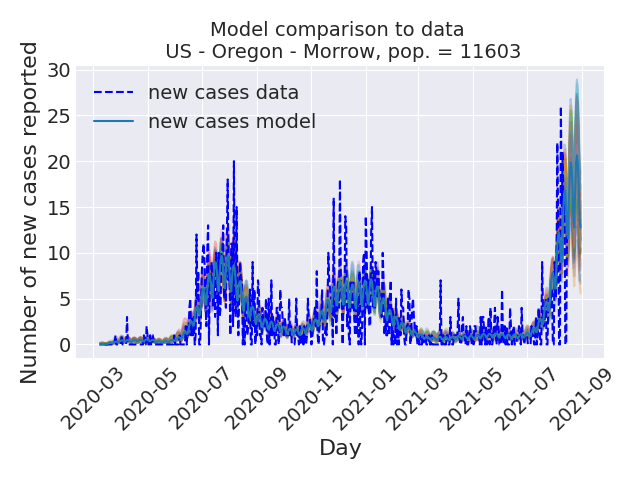 Model comparison to data
US - Oregon - Morrow, pop. = 11603
Number of new cases reported
30
25
20
15
10
5
0
new cases data
new cases model
2020-03
2020-05
2020-07
2020-09
2020-11
2021-01
2021-03
2021-05
2021-07
2021-09
Day